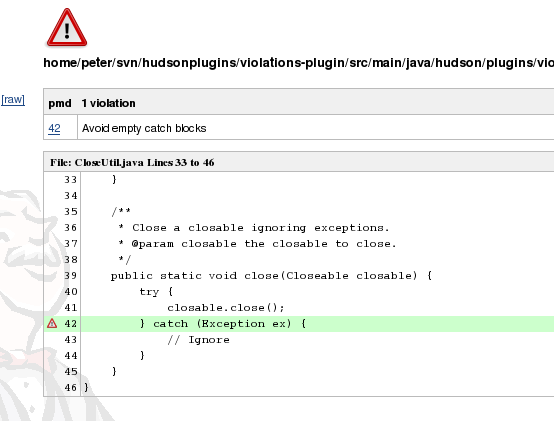 home/peter/svn/hudsonplugins/violations-plugin/src/main/java/hudson/plugins/vio
[raw]
pmd 1 violation
42 Avoid empty catch blocks
File: CloseUtil.java Lines 33 to 46
33 }
34
35 /**
36 * Close a closable ignoring exceptions.
37 * @param closable the closable to close.
38 */
39 public static void close(Closeable closable) {
40 try {
41 closable.close();
42 } catch (Exception ex) {
43 // Ignore
44 }
45 }
46 }